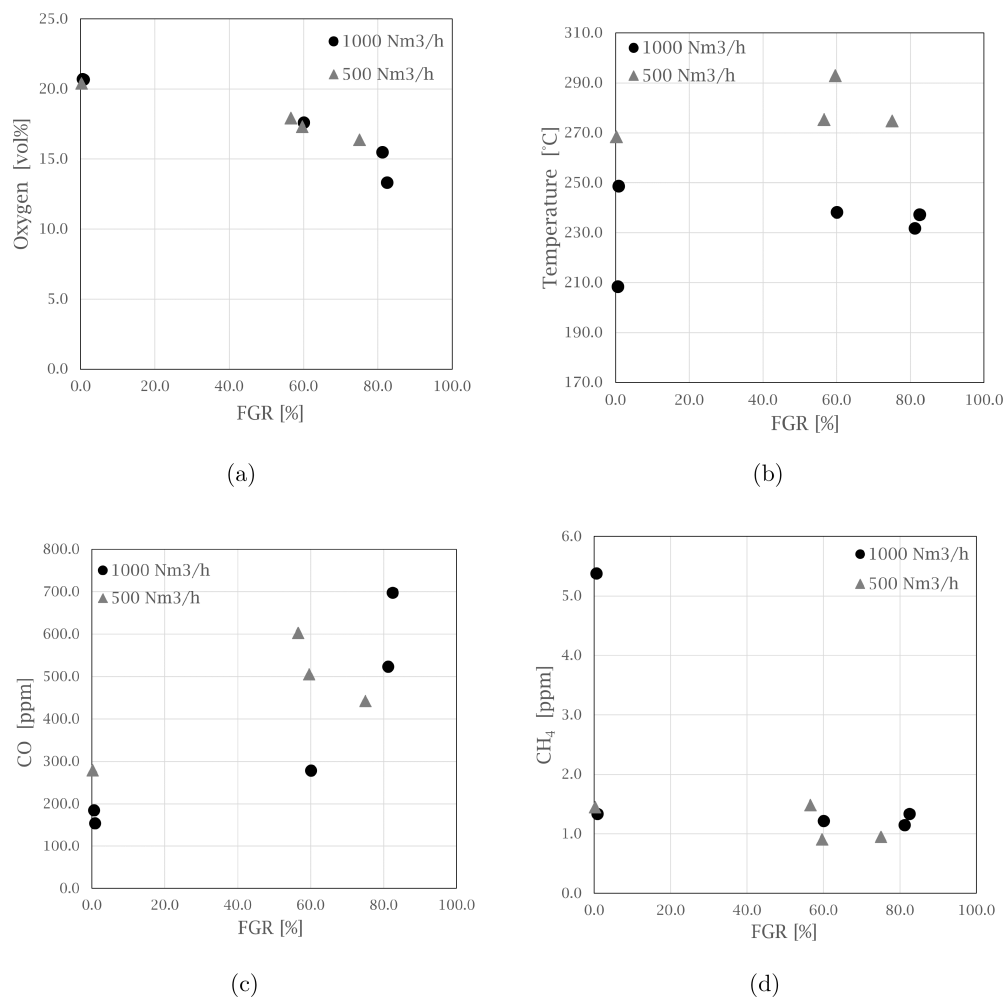 25.0
20.0
15.0
10.0
5.0
0.0
0.0 20.0 40.0 60.0 80.0 100.0
Oxygen [vol%]
FGR [%]
1000 Nm3/h
500 Nm3/h
(a)
310.0
290.0
270.0
250.0
230.0
210.0
190.0
170.0
0.0 20.0 40.0 60.0 80.0 100.0
Temperature [°C]
FGR [%]
1000 Nm3/h
500 Nm3/h
(b)
800.0
700.0
600.0
500.0
400.0
300.0
200.0
100.0
0.0
0.0 20.0 40.0 60.0 80.0 100.0
CO [ppm]
FGR [%]
1000 Nm3/h
500 Nm3/h
(c)
6.0
5.0
4.0
3.0
2.0
1.0
0.0
0.0 20.0 40.0 60.0 80.0 100.0
CH₄ [ppm]
FGR [%]
1000 Nm3/h
500 Nm3/h
(d)